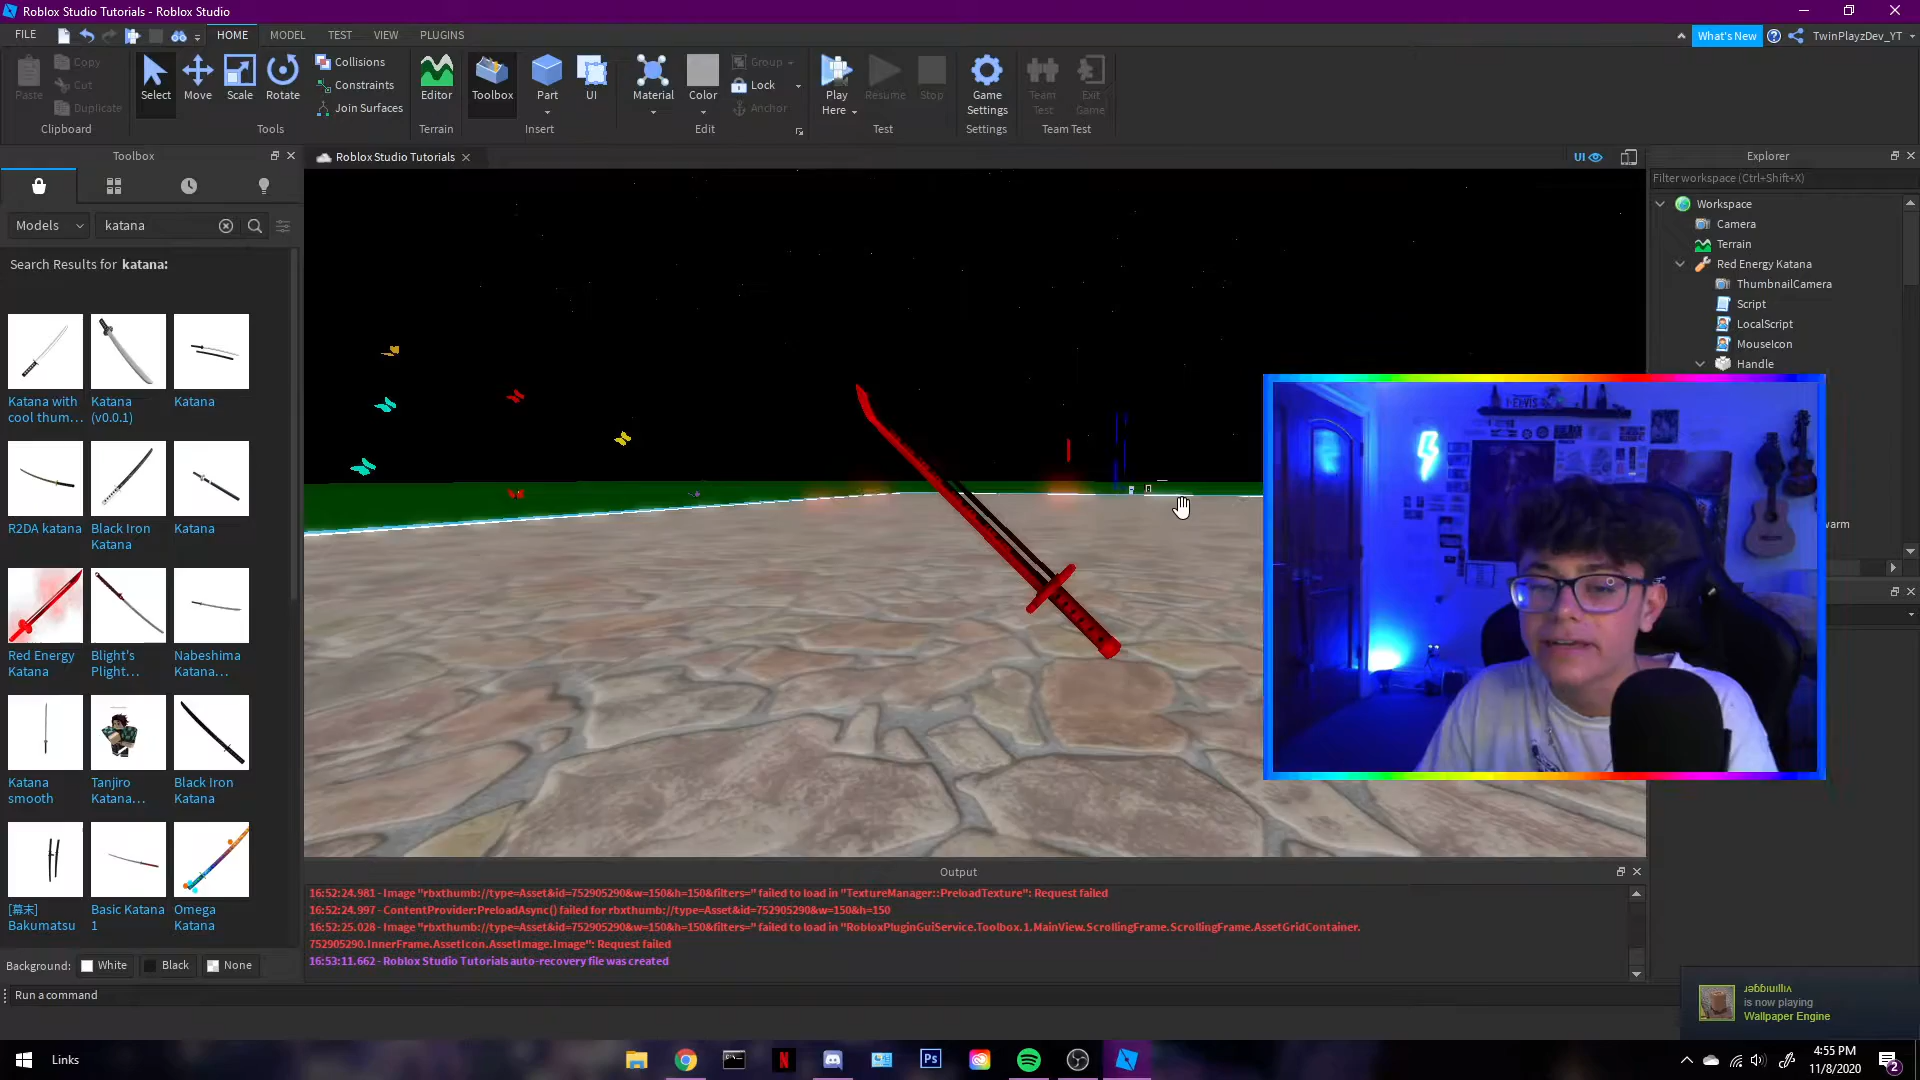 Roblox Studio Tutorials - Roblox Studio
FILE
HOME
MODEL
TEST
VIEW
PLUGINS
What's New
TwinPlayzDev_YT
Paste
Copy
Cut
Duplicate
Clipboard
Select
Move
Scale
Rotate
Collisions
Constraints
Join Surfaces
Tools
Editor
Terrain
Toolbox
Part
UI
Insert
Material
Color
Group
Lock
Anchor
Edit
Play
Here
Resume
Stop
Test
Game
Settings
Settings
Team
Test
Exit
Game
Team Test
Toolbox
Roblox Studio Tutorials
UI
Explorer
Filter workspace (Ctrl+Shift+X)
Models
katana
Search Results for katana:
Katana with
cool thum...
Katana
(v0.0.1)
Katana
R2DA katana
Black Iron
Katana
Katana
Red Energy
Katana
Blight's
Plight...
Nabeshima
Katana...
Katana
smooth
Tanjiro
Katana...
Black Iron
Katana
[幕末]
Bakumatsu
Basic Katana
1
Omega
Katana
Background:
White
Black
None
Workspace
Camera
Terrain
Red Energy Katana
ThumbnailCamera
Script
LocalScript
MouseIcon
Handle
warm
Output
16:52:24.981 - Image "rbxthumb://type=Asset&id=752905290&w=150&h=150&filters=" failed to load in "TextureManager::PreloadTexture": Request failed
16:52:24.997 - ContentProvider:PreloadAsync() failed for rbxthumb://type=Asset&id=752905290&w=150&h=150
16:52:25.028 - Image "rbxthumb://type=Asset&id=752905290&w=150&h=150&filters=" failed to load in "RobloxPluginGuiService.Toolbox.1.MainView.ScrollingFrame.ScrollingFrame.AssetGridContainer.
752905290.InnerFrame.AssetIcon.AssetImage.Image": Request failed
16:53:11.662 - Roblox Studio Tutorials auto-recovery file was created
Run a command
is now playing
Wallpaper Engine
Links
Ps
4:55 PM
11/8/2020
2